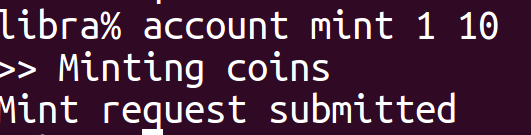 libra% account mint 1 10
>> Minting coins
Mint request submitted